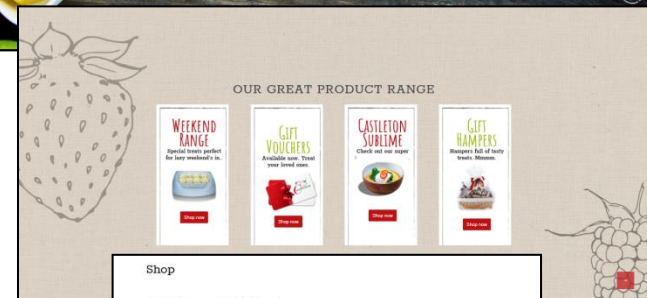 OUR GREAT PRODUCT RANGE
WEEKEND
RANGE
Special treats perfect
for lazy weekend's in.
Shop now
GIFT
VOUCHERS
Available now. Treat
your loved ones.
Shop now
CASTLETON
SUBLIME
Check out our super
Shop now
GIFT
HAMPERS
Hampers full of tasty
treats. Mmmm.
Shop now
Shop